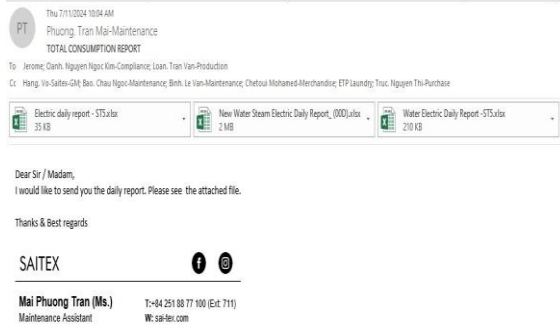 Thu 7/11/2024 10:04 AM
PT
Phuong. Tran Mai-Maintenance
TOTAL CONSUMPTION REPORT
To Jerome; Oanh. Nguyen Ngoc Kim-Compliance; Loan. Tran Van-Production
Cc Hang. Vo-Saitex-GM; Bao. Chau Ngoc-Maintenance; Binh. Le Van-Maintenance; Chetoui Mohamed-Merchandise; ETP Laundry; Truc. Nguyen Thi-Purchase
Electric daily report - ST5.xlsx
35 KB
New Water Steam Electric Daily Report_ (00D).xlsx
2 MB
Water Electric Daily Report -ST5.xlsx
210 KB
Dear Sir / Madam,
I would like to send you the daily report. Please see the attached file.
Thanks & Best regards
SAITEX
Mai Phuong Tran (Ms.)
Maintenance Assistant
T:+84 251 88 77 100 (Ext: 711)
W: sai-tex.com